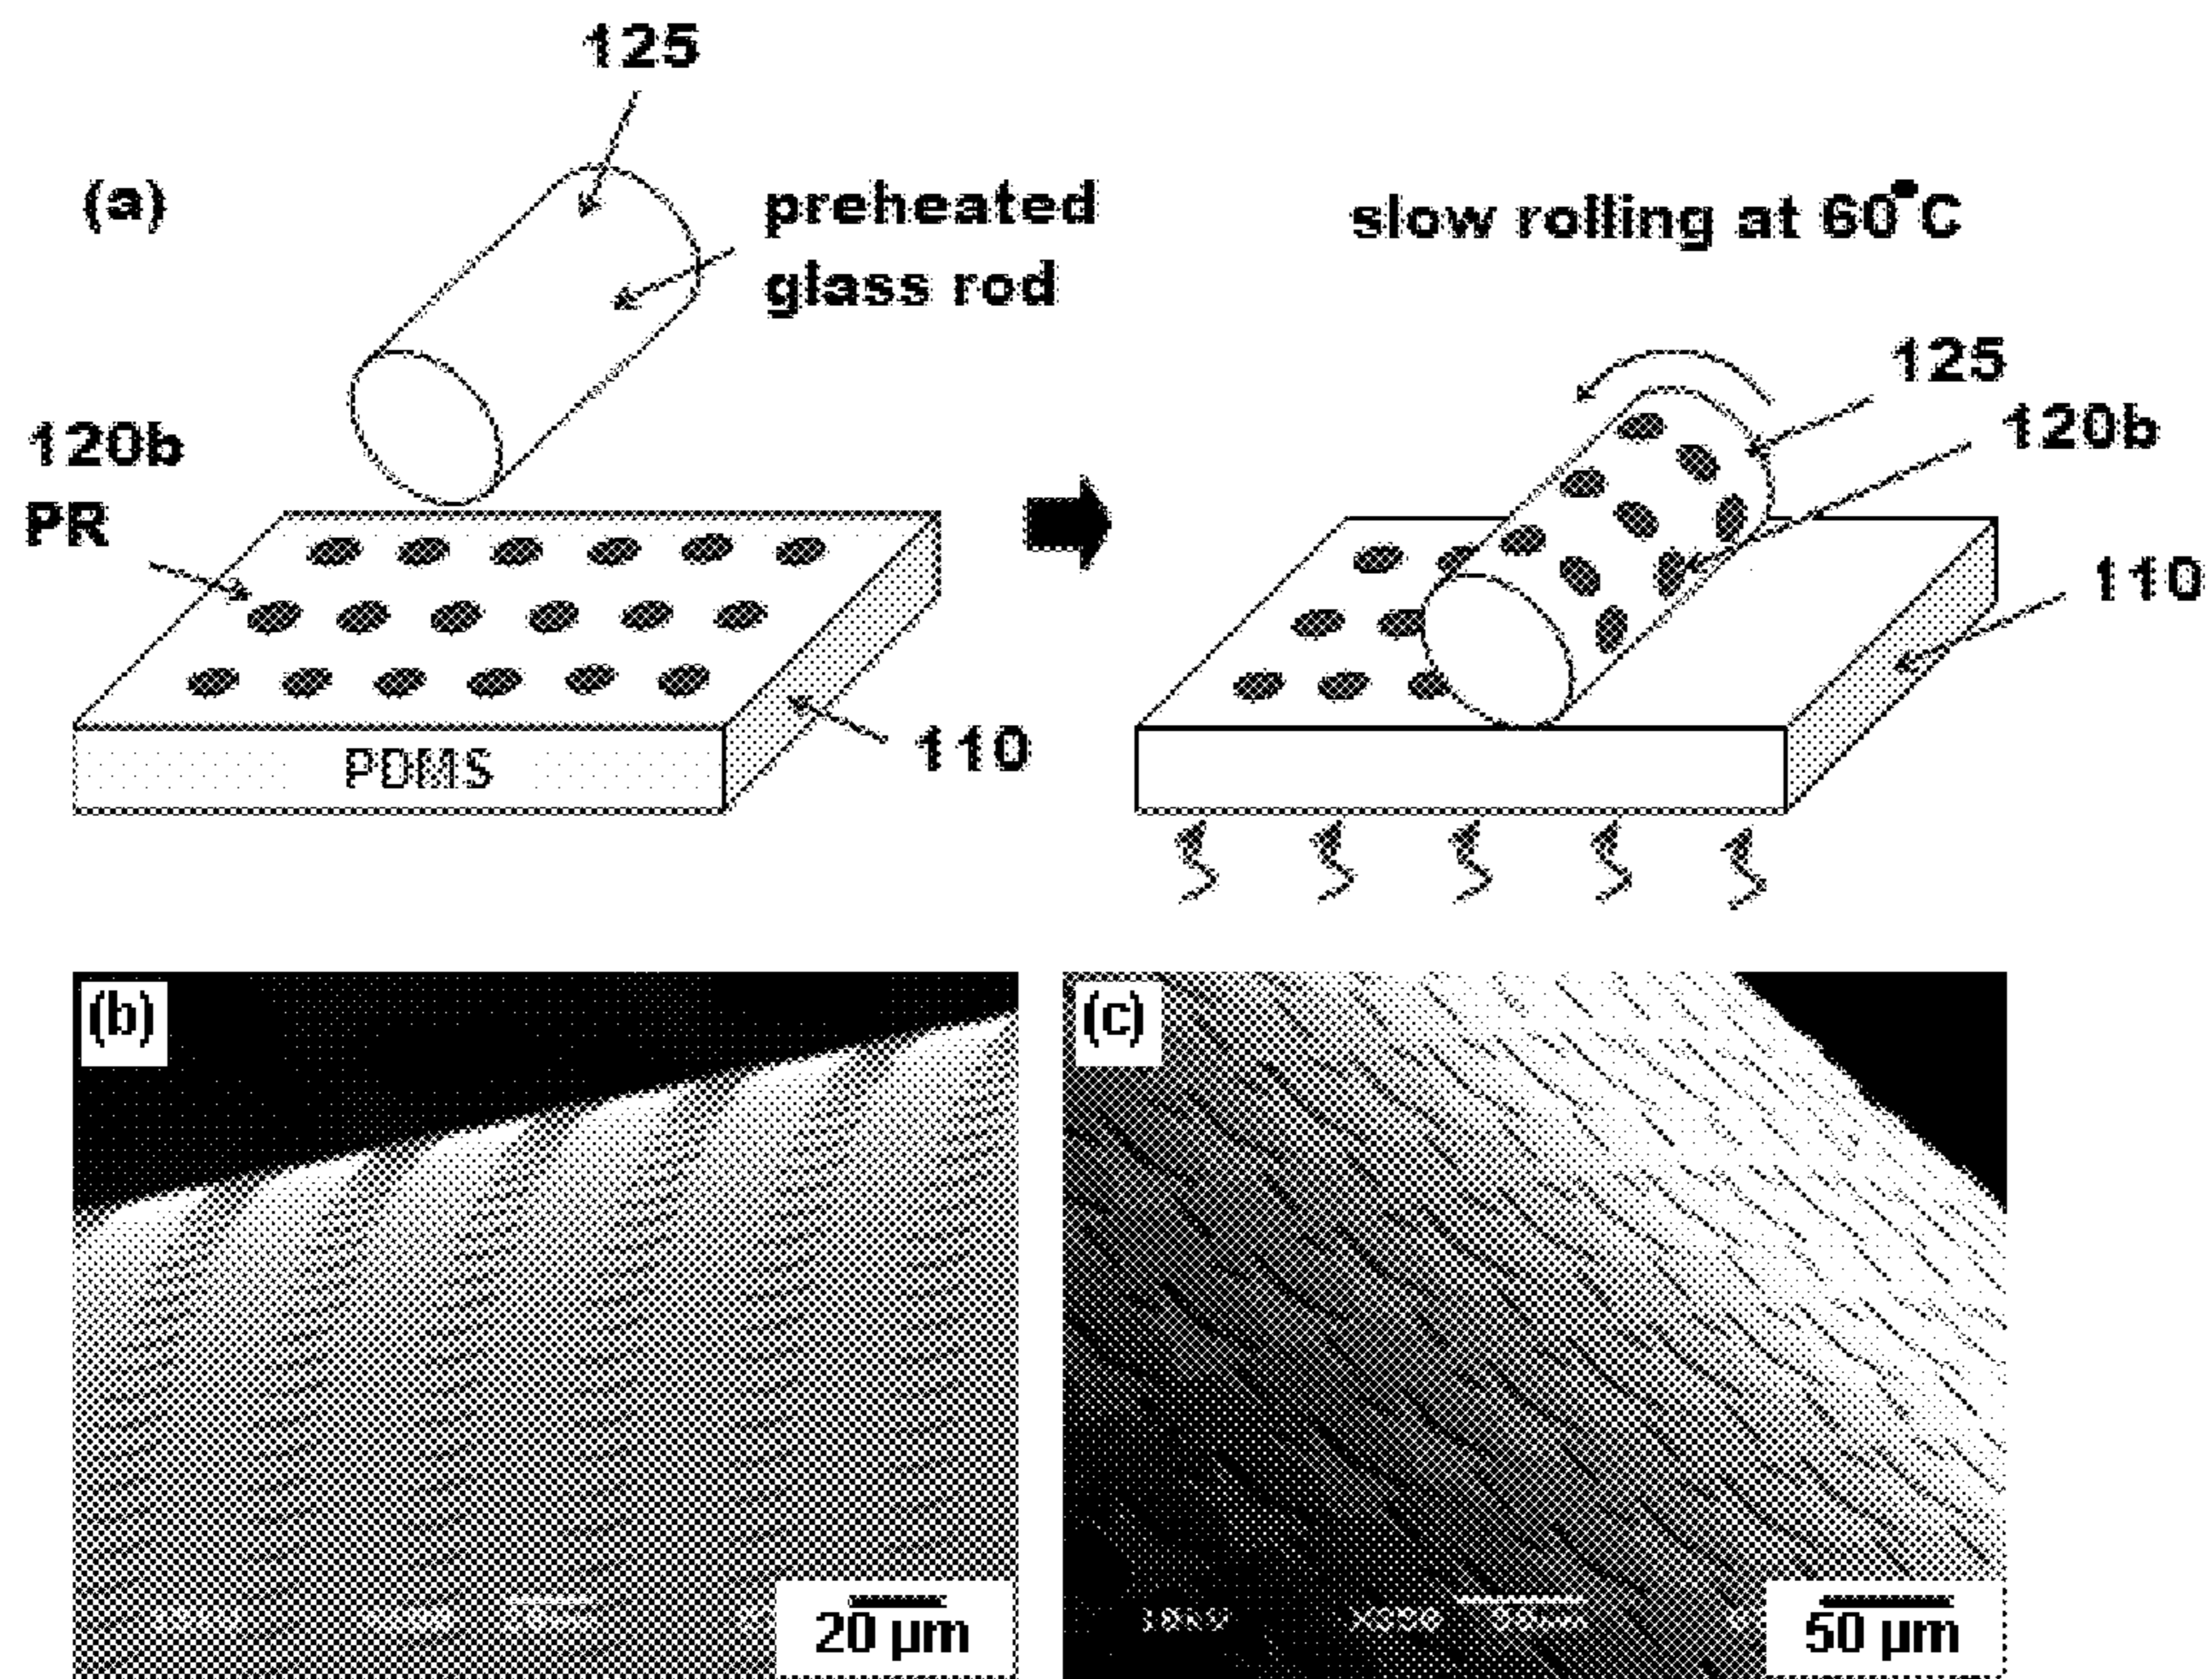 125
(a)
preheated
glass rod
slow rolling at 60°C
125
120b
PR
120b
110
110
PDMS
(b)
(c)
20 µm
50 µm